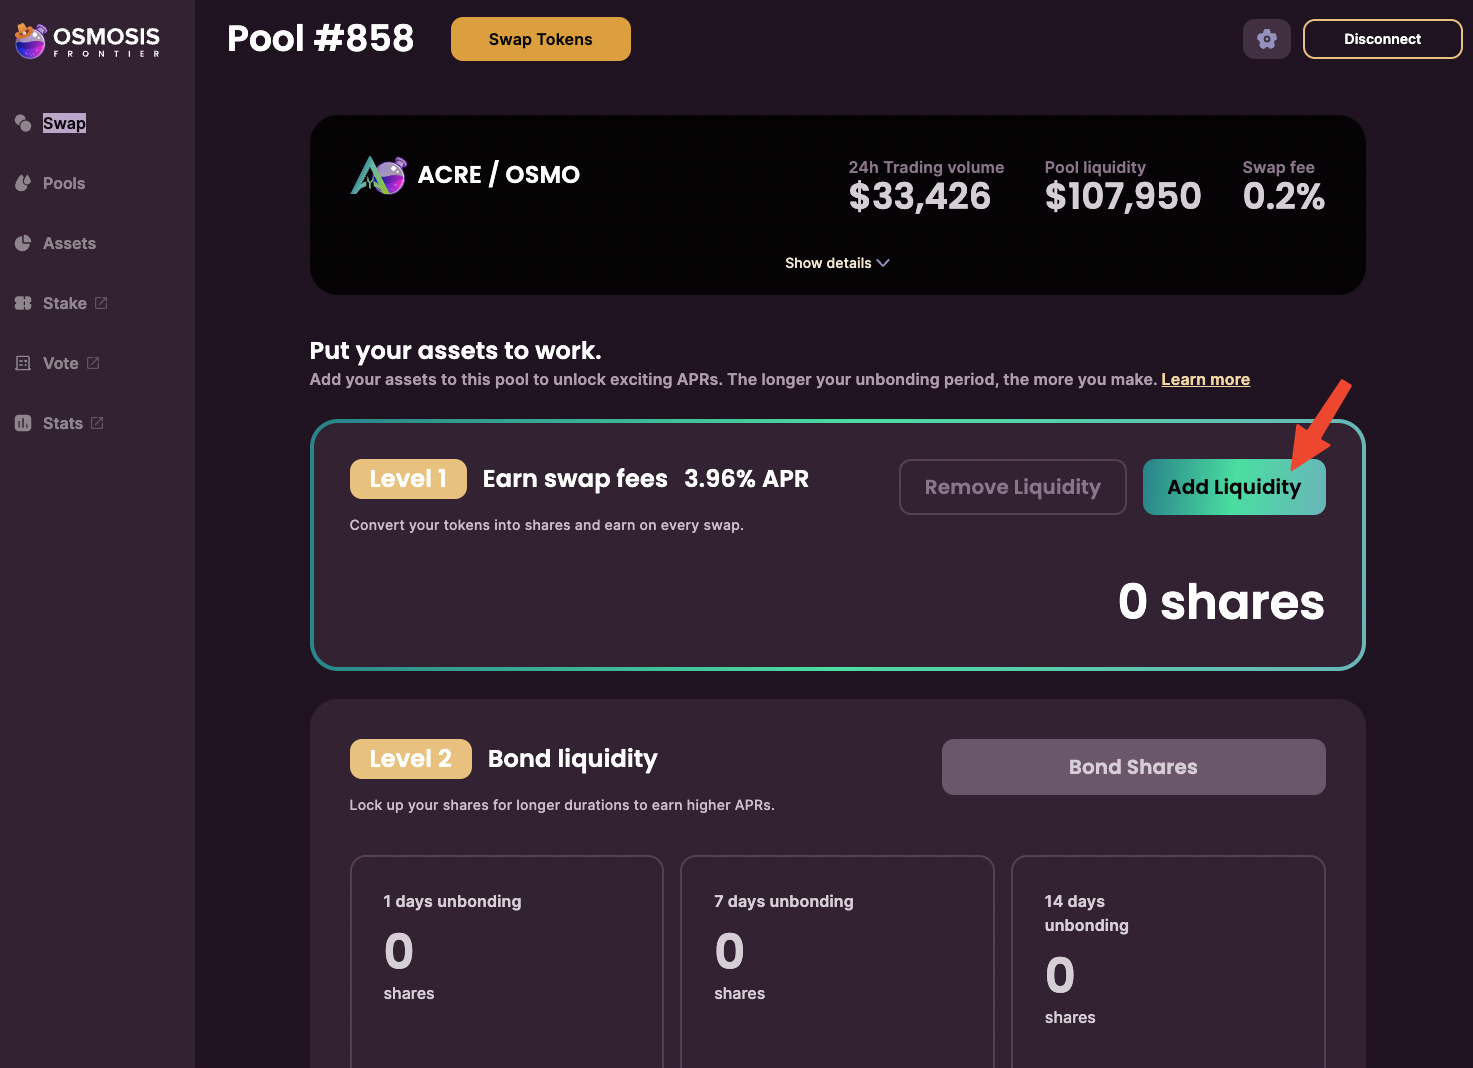 OSMOSIS
FRONTIER
Swap
Pools
Assets
Stake
Vote
Stats
Pool #858
Swap Tokens
Disconnect
ACRE / OSMO
24h Trading volume
$33,426
Pool liquidity
$107,950
Swap fee
0.2%
Show details
Put your assets to work.
Add your assets to this pool to unlock exciting APRs. The longer your unbonding period, the more you make. Learn more
Level 1 Earn swap fees 3.96% APR
Convert your tokens into shares and earn on every swap.
Remove Liquidity
Add Liquidity
0 shares
Level 2 Bond liquidity
Lock up your shares for longer durations to earn higher APRs.
Bond Shares
1 days unbonding
0
shares
7 days unbonding
0
shares
14 days
unbonding
0
shares